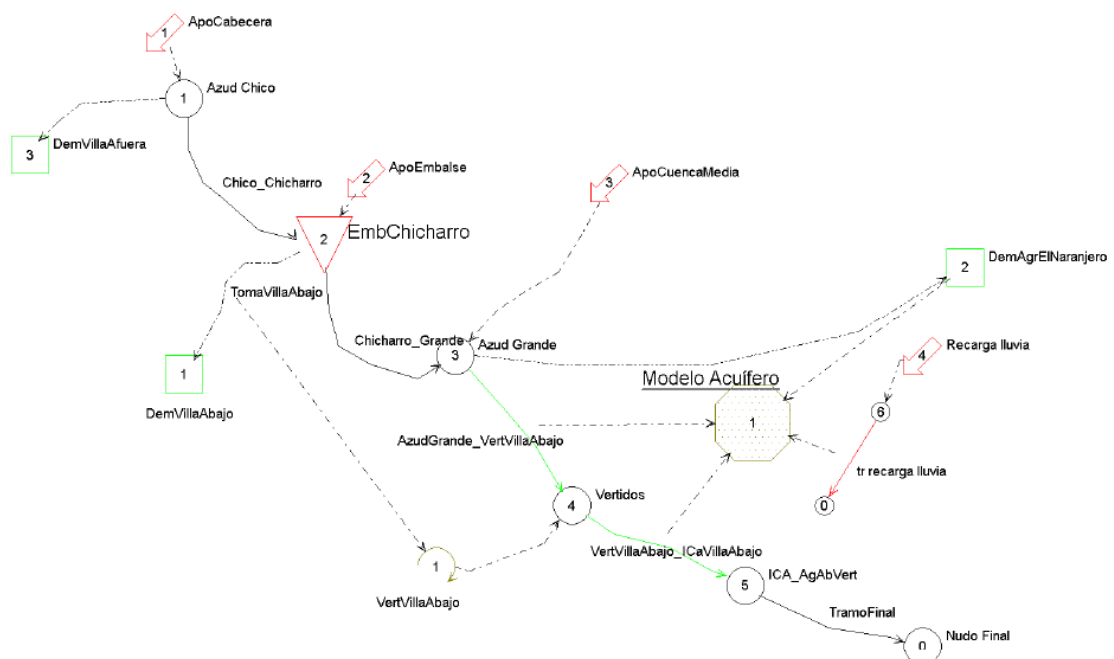 1
ApoCabecera
1
Azud Chico
3
DemVillaAfuera
Chico_Chicharro
2
ApoEmbalse
3
ApoCuencaMedia
2
EmbChicharro
2
DemAgrElNaranjero
TomaVillaAbajo
Chicharro_Grande
3
Azud Grande
4
Recarga lluvia
1
DemVillaAbajo
Modelo Acuífero
1
6
AzudGrande_VertVillaAbajo
tr recarga lluvia
0
4
Vertidos
VertVillaAbajo_ICaVillaAbajo
1
VertVillaAbajo
5
ICA_AgAbVert
TramoFinal
0
Nudo Final